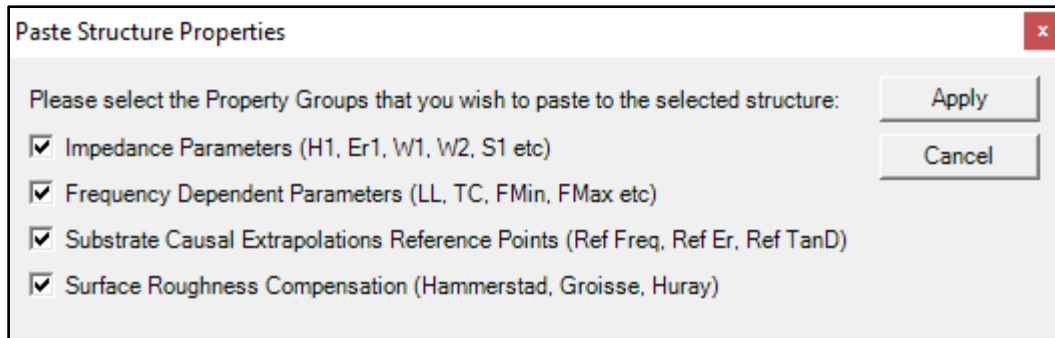 Paste Structure Properties
x
Please select the Property Groups that you wish to paste to the selected structure:
Apply
Impedance Parameters (H1, Er1, W1, W2, S1 etc)
Cancel
Frequency Dependent Parameters (LL, TC, FMin, FMax etc)
Substrate Causal Extrapolations Reference Points (Ref Freq, Ref Er, Ref TanD)
Surface Roughness Compensation (Hammerstad, Groisse, Huray)